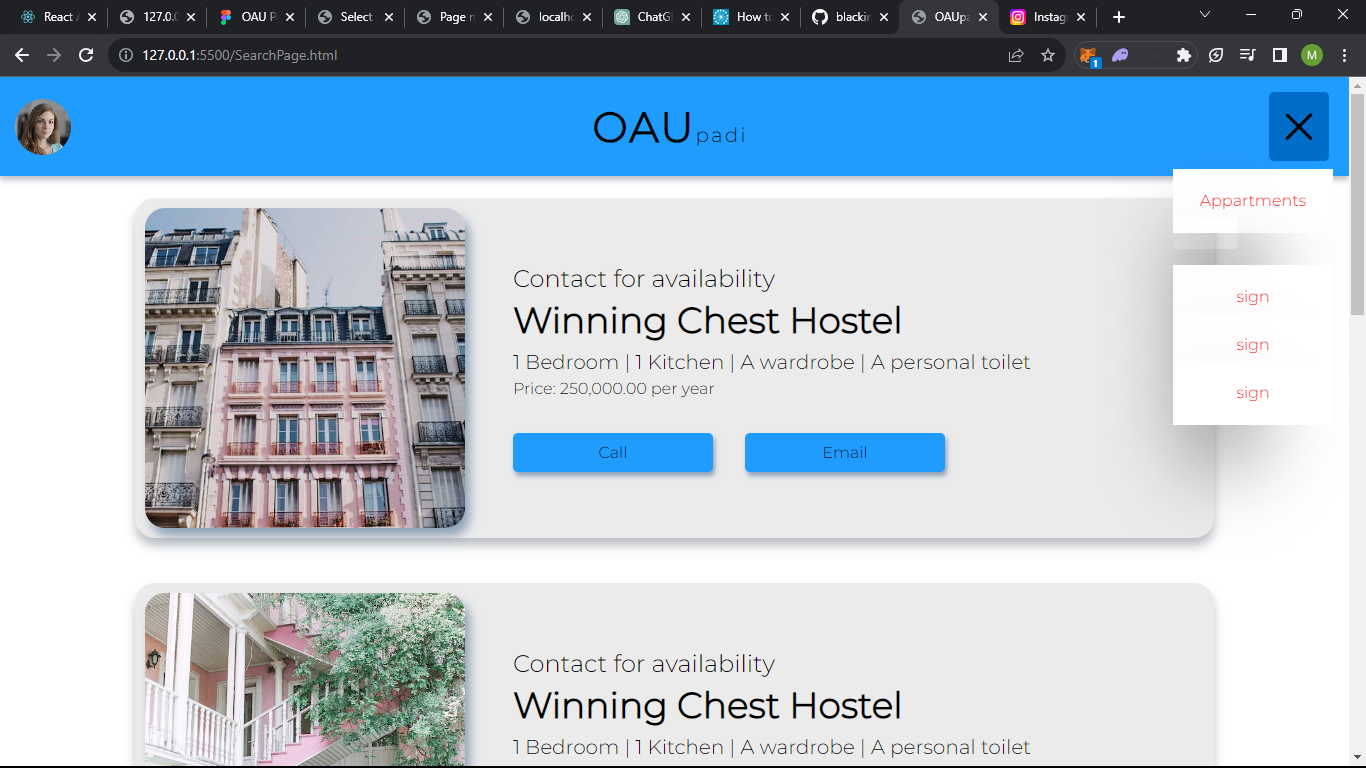 React A
127.0.0
OAU P
Select
Page n
localho
ChatG
How to
blackin
OAUpa
Instag
127.0.0.1:5500/SearchPage.html
1
M
OAU padi
Appartments
sign
sign
sign
Contact for availability
Winning Chest Hostel
1 Bedroom | 1 Kitchen | A wardrobe | A personal toilet
Price: 250,000.00 per year
Call Email
Contact for availability
Winning Chest Hostel
1 Bedroom | 1 Kitchen | A wardrobe | A personal toilet